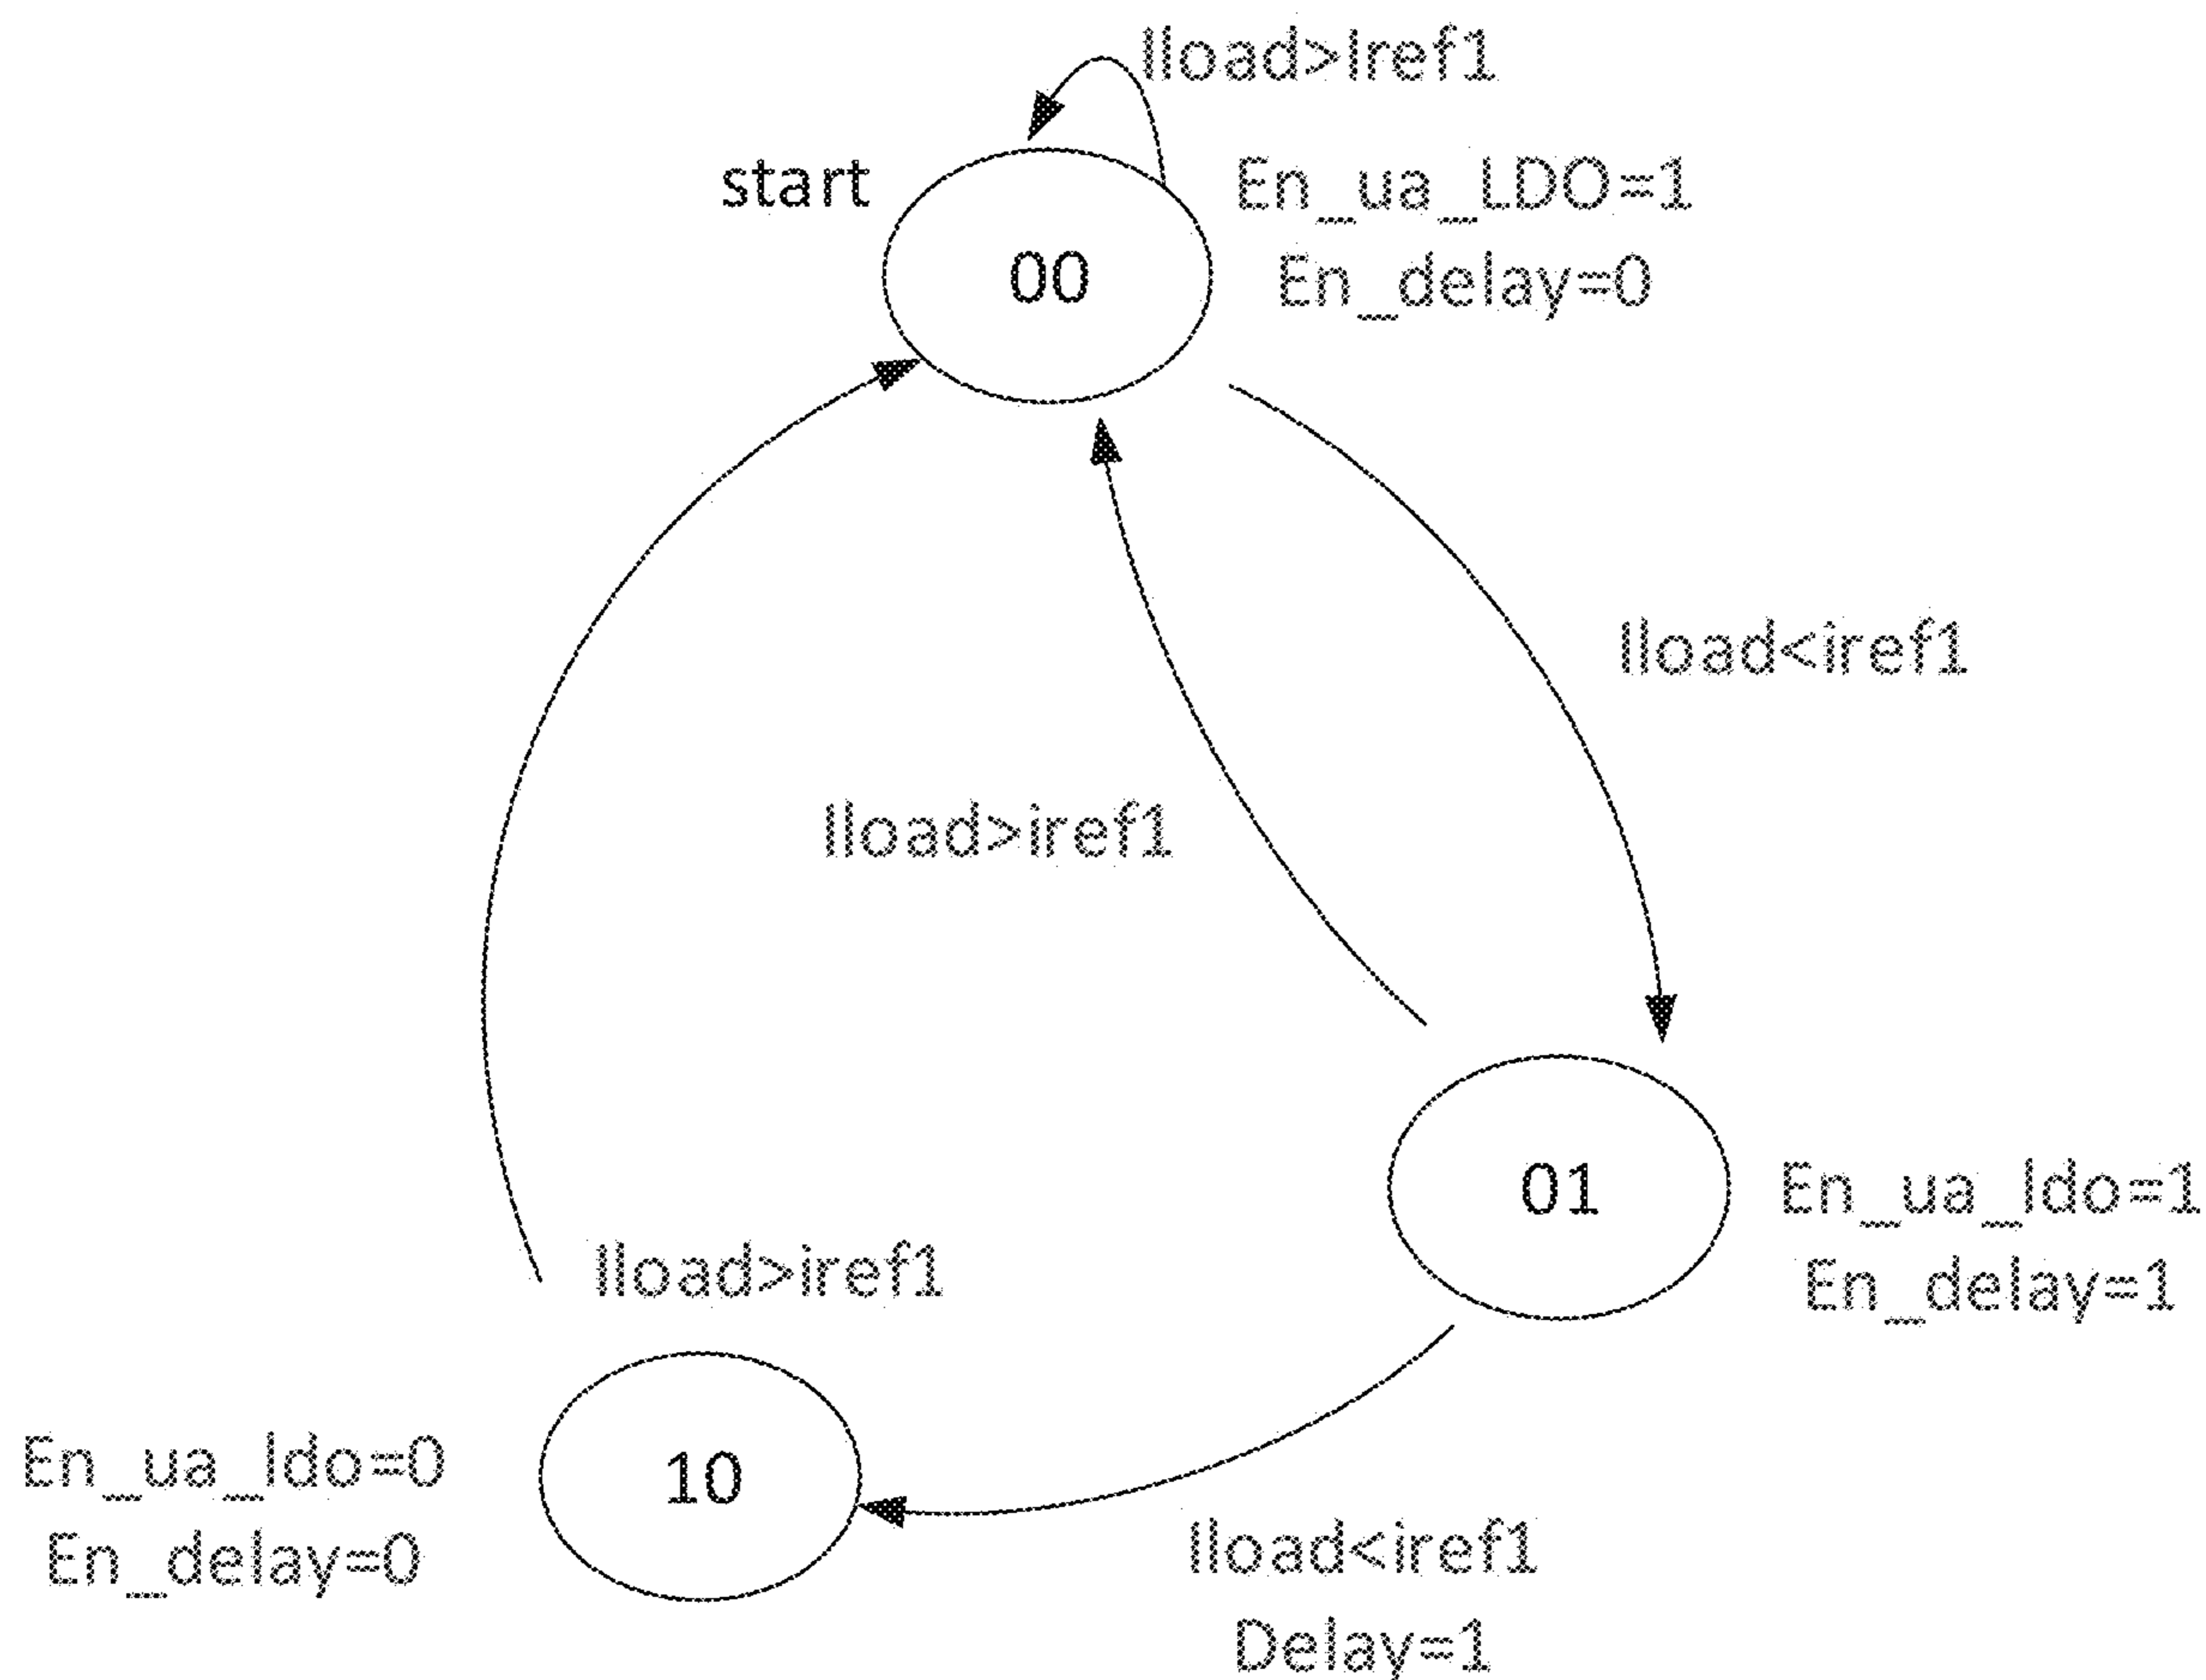 Iload>Iref1
start
En_ua_LDO=1
00
En_delay=0
Iload<iref1
Iload>iref1
01
En_ua_ldo=1
En_delay=1
Iload>iref1
10
En_ua_ldo=0
En_delay=0
Iload<iref1
Delay=1